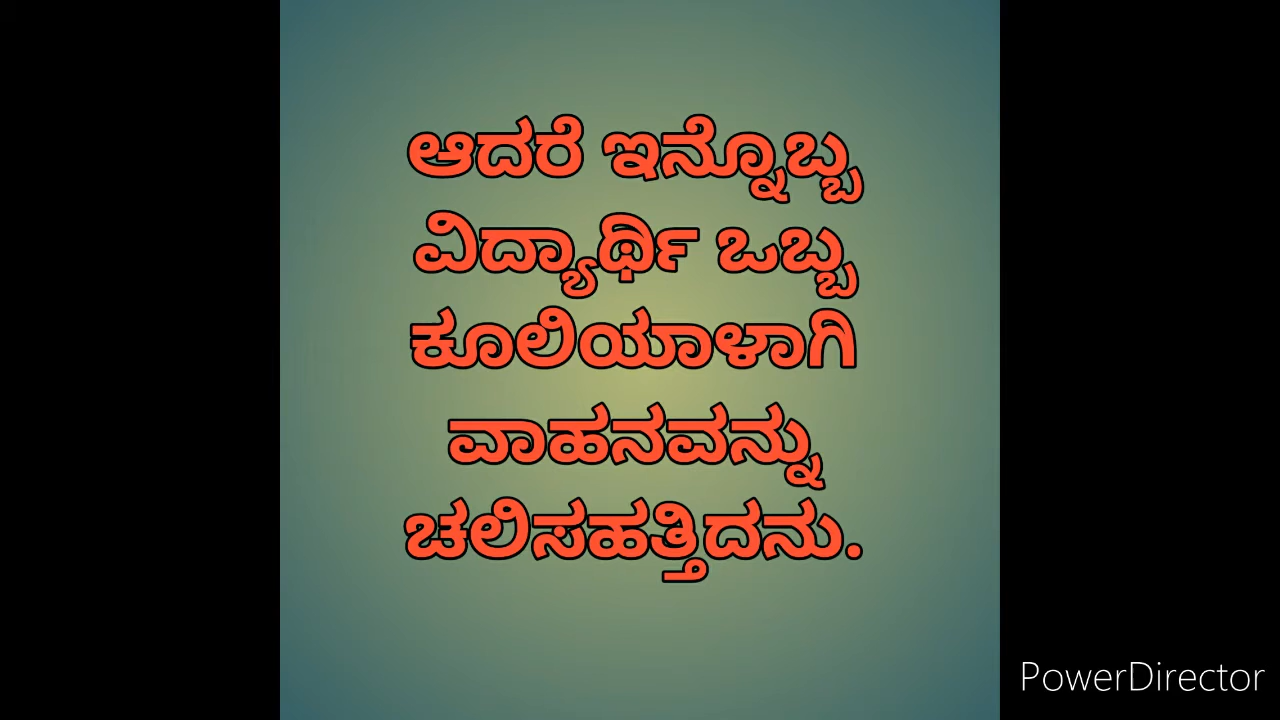 ಆದರೆ ಇನ್ನೊಬ್ಬ
ವಿದ್ಯಾರ್ಥಿ ಒಬ್ಬ
ಕೂಲಿಯಾಳಾಗಿ
ವಾಹನವನ್ನು
ಚಲಿಸಹತ್ತಿದನು.
PowerDirector